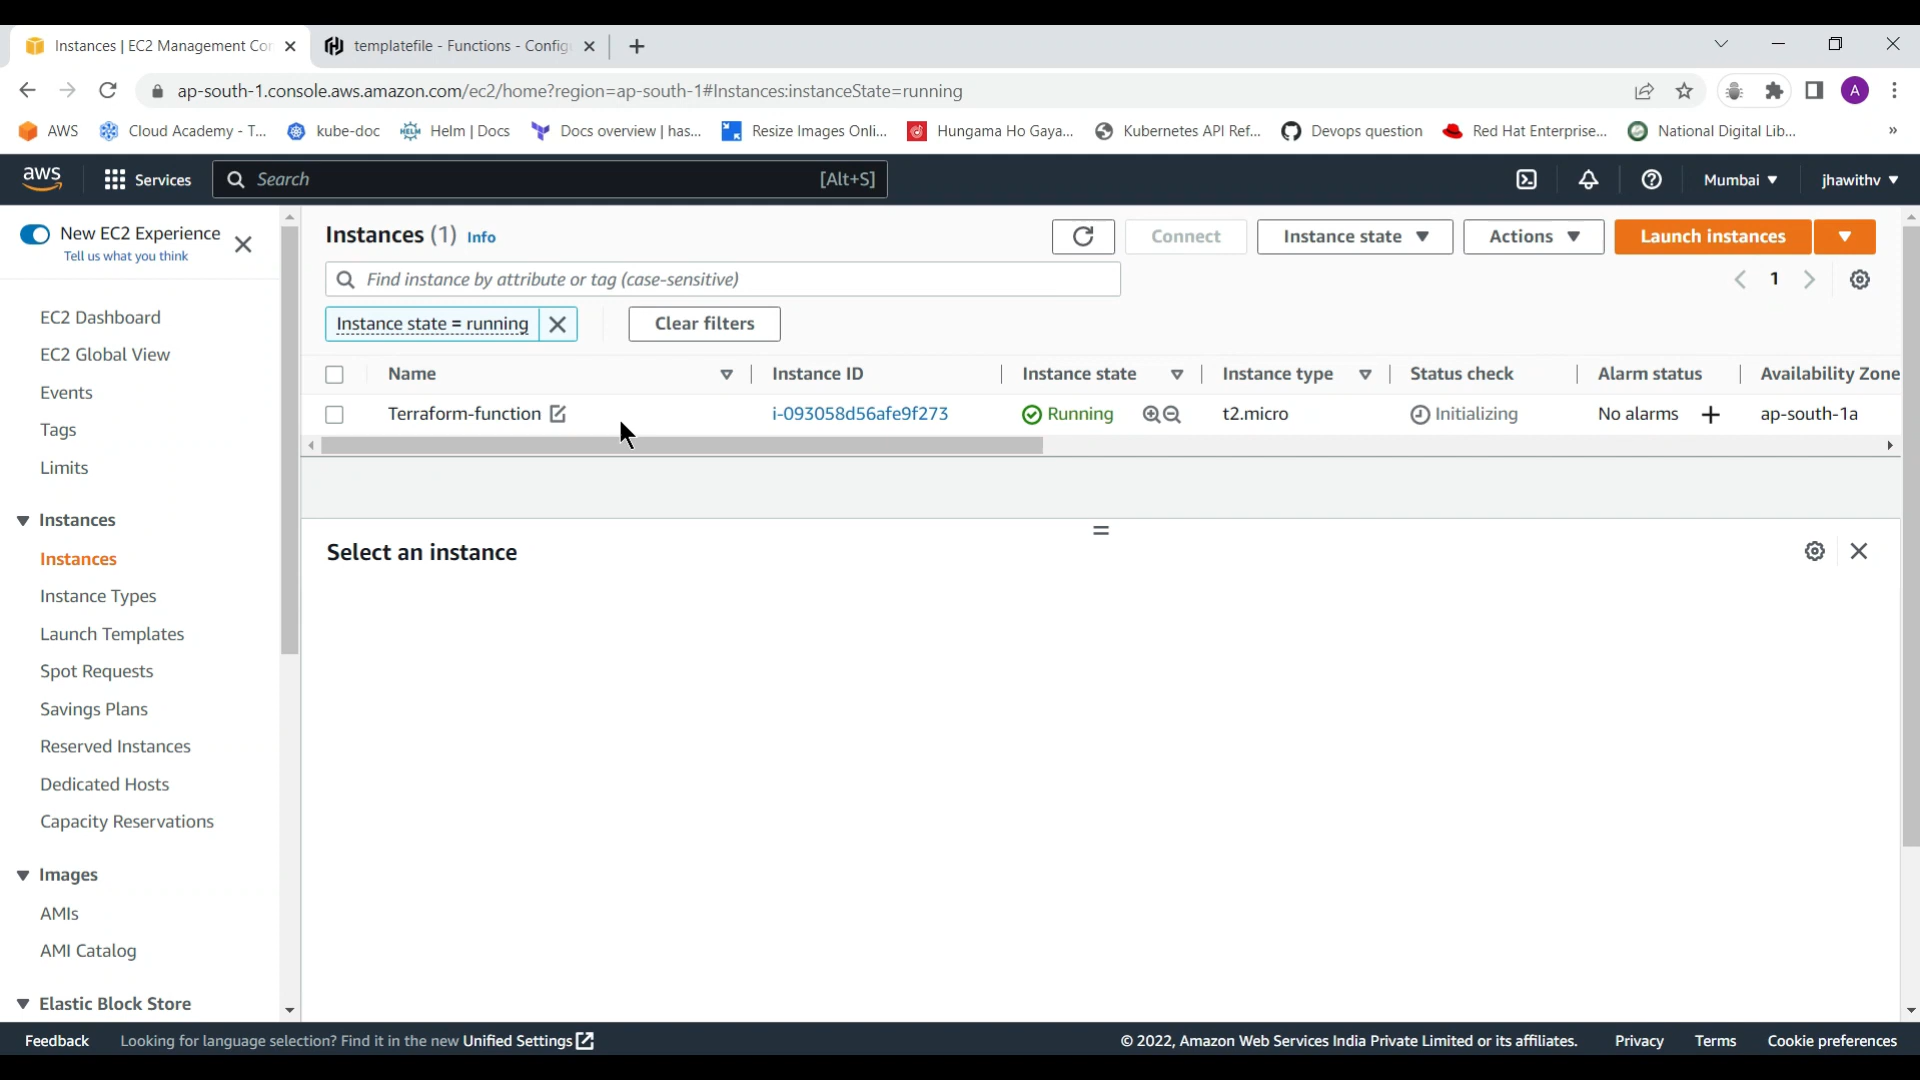 Instances | EC2 Management Con
templatefile - Functions - Configu
ap-south-1.console.aws.amazon.com/ec2/home?region=ap-south-1#Instances:instanceState=running
A
AWS
Cloud Academy - T...
kube-doc
HELM
Helm | Docs
Docs overview | has...
Resize Images Onli...
Hungama Ho Gaya...
Kubernetes API Ref...
Devops question
Red Hat Enterprise...
National Digital Lib...
»
aws
Services
Search
[Alt+S]
Mumbai
jhawithv
New EC2 Experience
Tell us what you think
EC2 Dashboard
EC2 Global View
Events
Tags
Limits
Instances
Instances
Instance Types
Launch Templates
Spot Requests
Savings Plans
Reserved Instances
Dedicated Hosts
Capacity Reservations
Images
AMIs
AMI Catalog
Elastic Block Store
Instances (1) Info
Connect
Instance state
Actions
Launch instances
Find instance by attribute or tag (case-sensitive)
1
Instance state = running
Clear filters
Name
Instance ID
Instance state
Instance type
Status check
Alarm status
Availability Zone
Terraform-function
i-093058d56afe9f273
Running
t2.micro
Initializing
No alarms
ap-south-1a
Select an instance
Feedback
Looking for language selection? Find it in the new Unified Settings
© 2022, Amazon Web Services India Private Limited or its affiliates.
Privacy
Terms
Cookie preferences